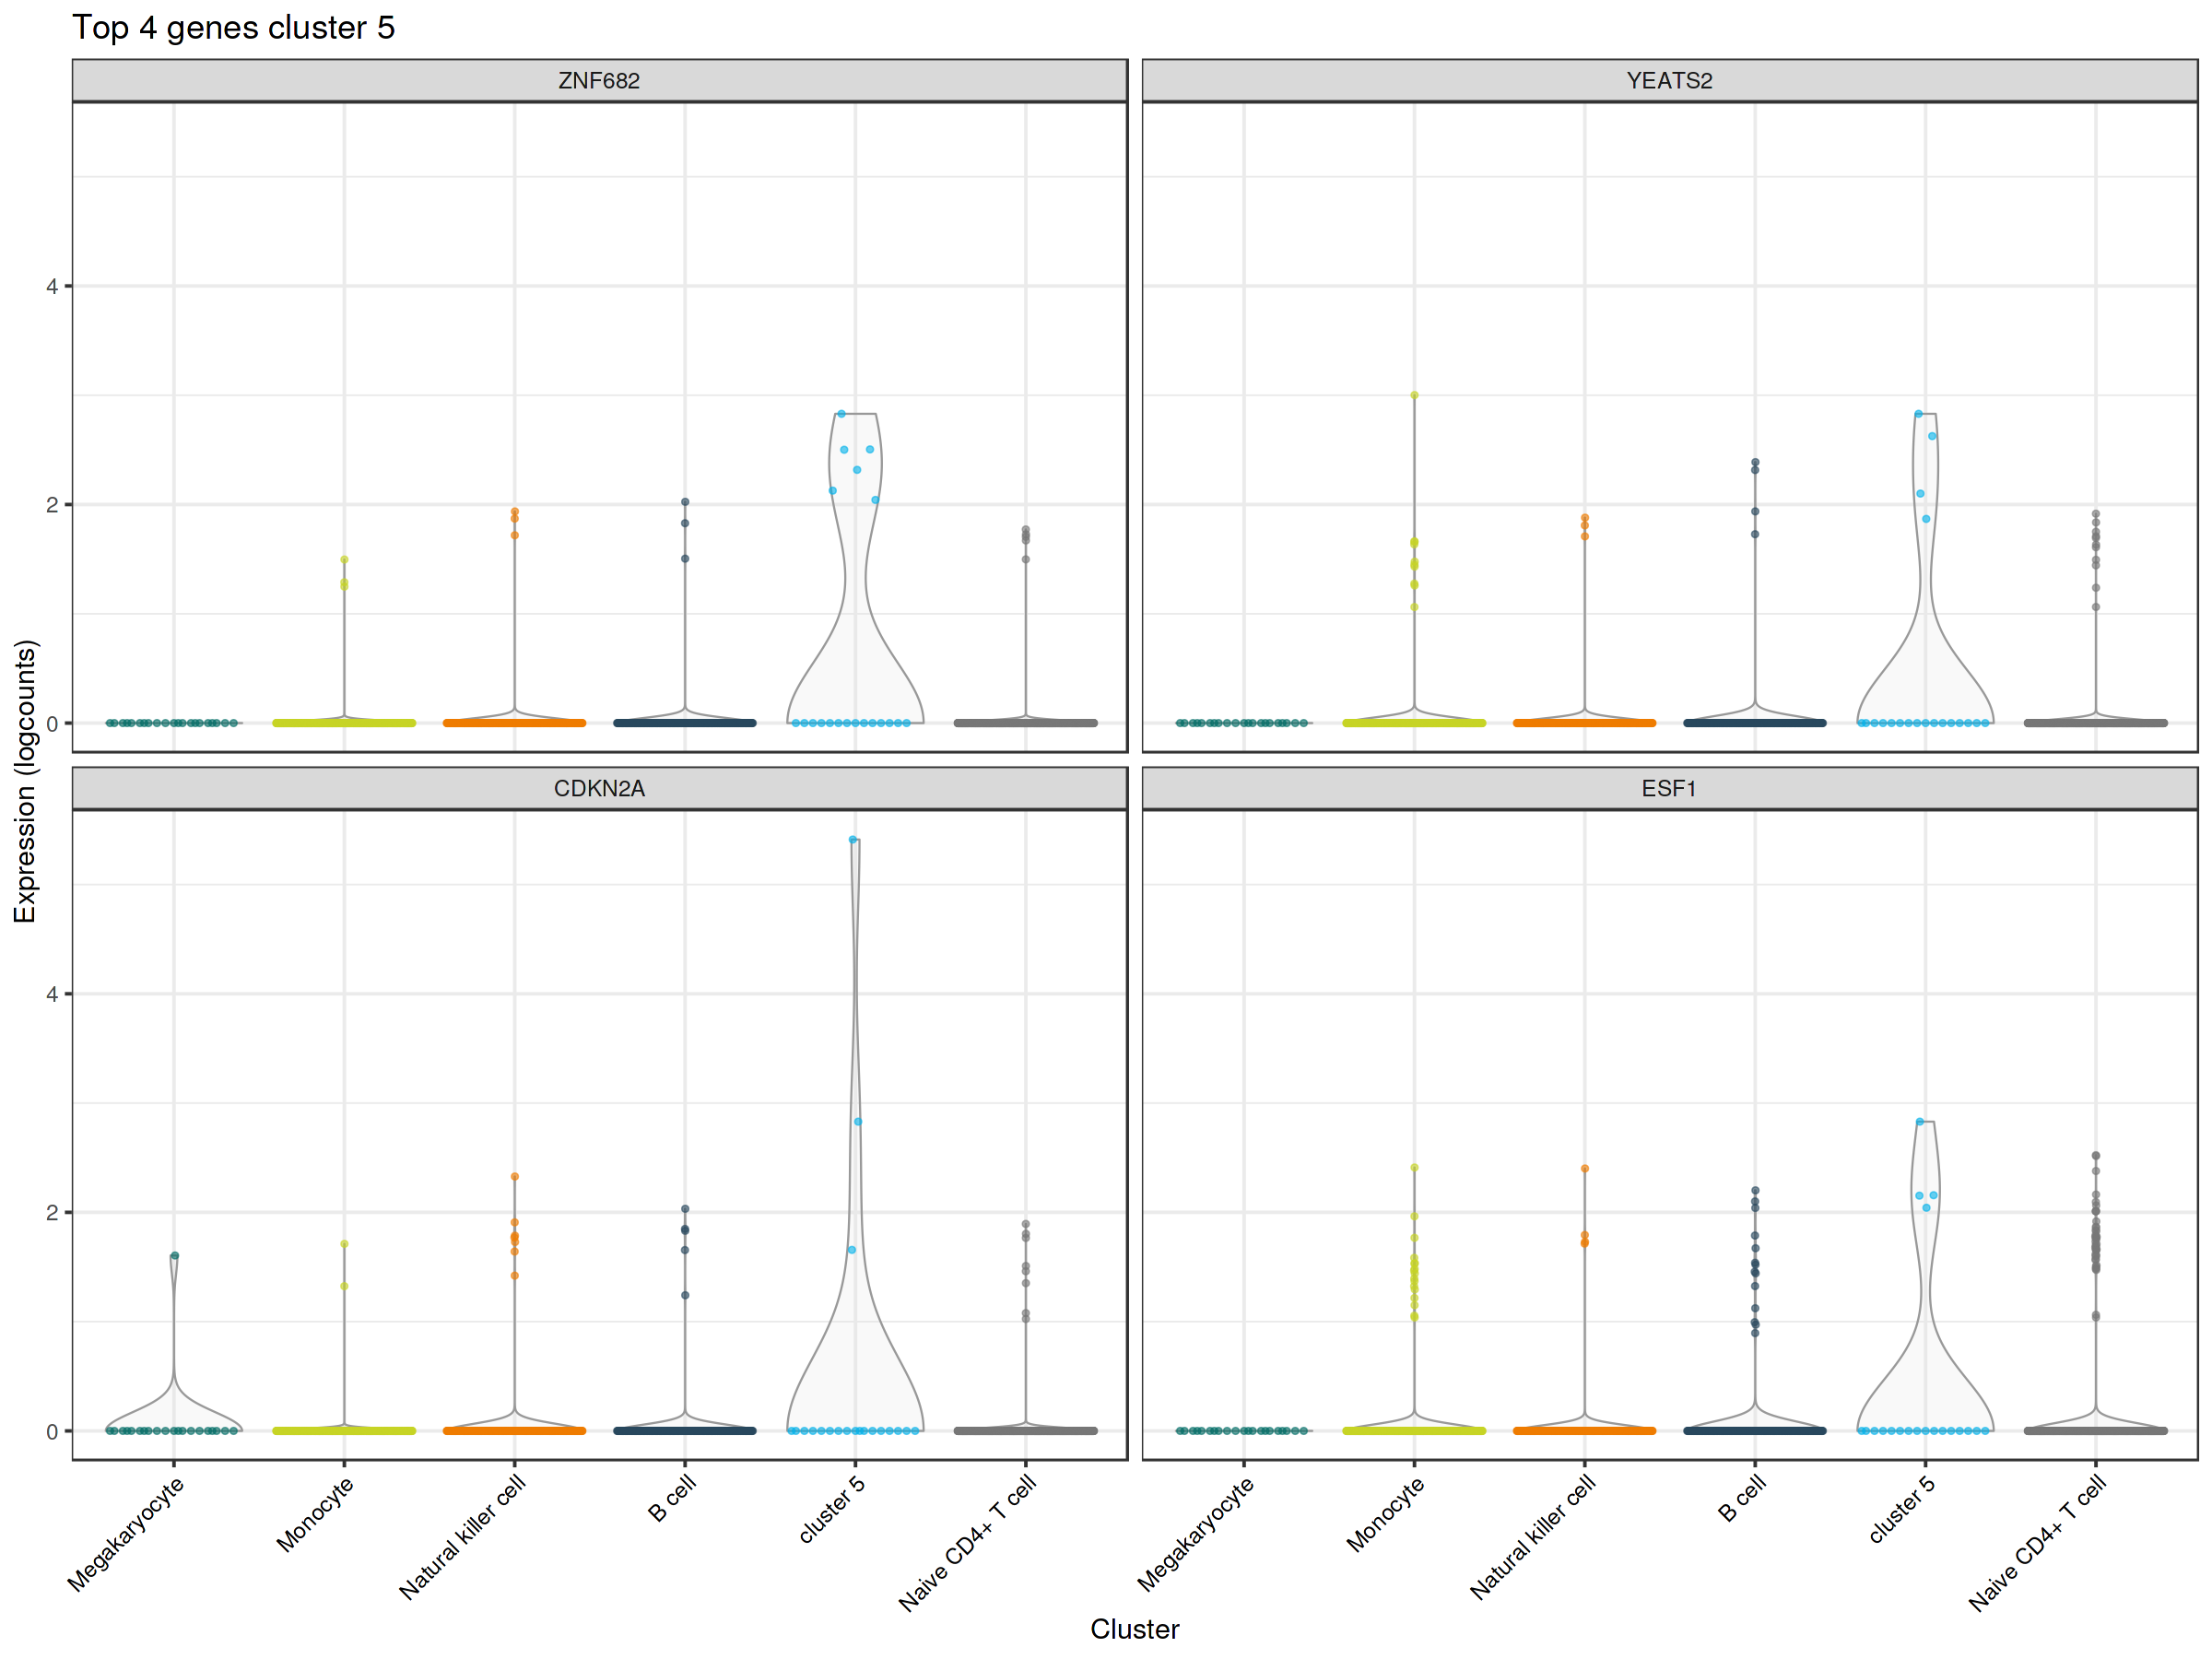 Top 4 genes cluster 5
ZNF682
YEATS2
4
2
0
CDKN2A
ESF1
4
2
0
Expression (logcounts)
Megakaryocyte
Monocyte
Natural killer cell
B cell
cluster 5
Naive CD4+ T cell
Megakaryocyte
Monocyte
Natural killer cell
B cell
cluster 5
Naive CD4+ T cell
Cluster